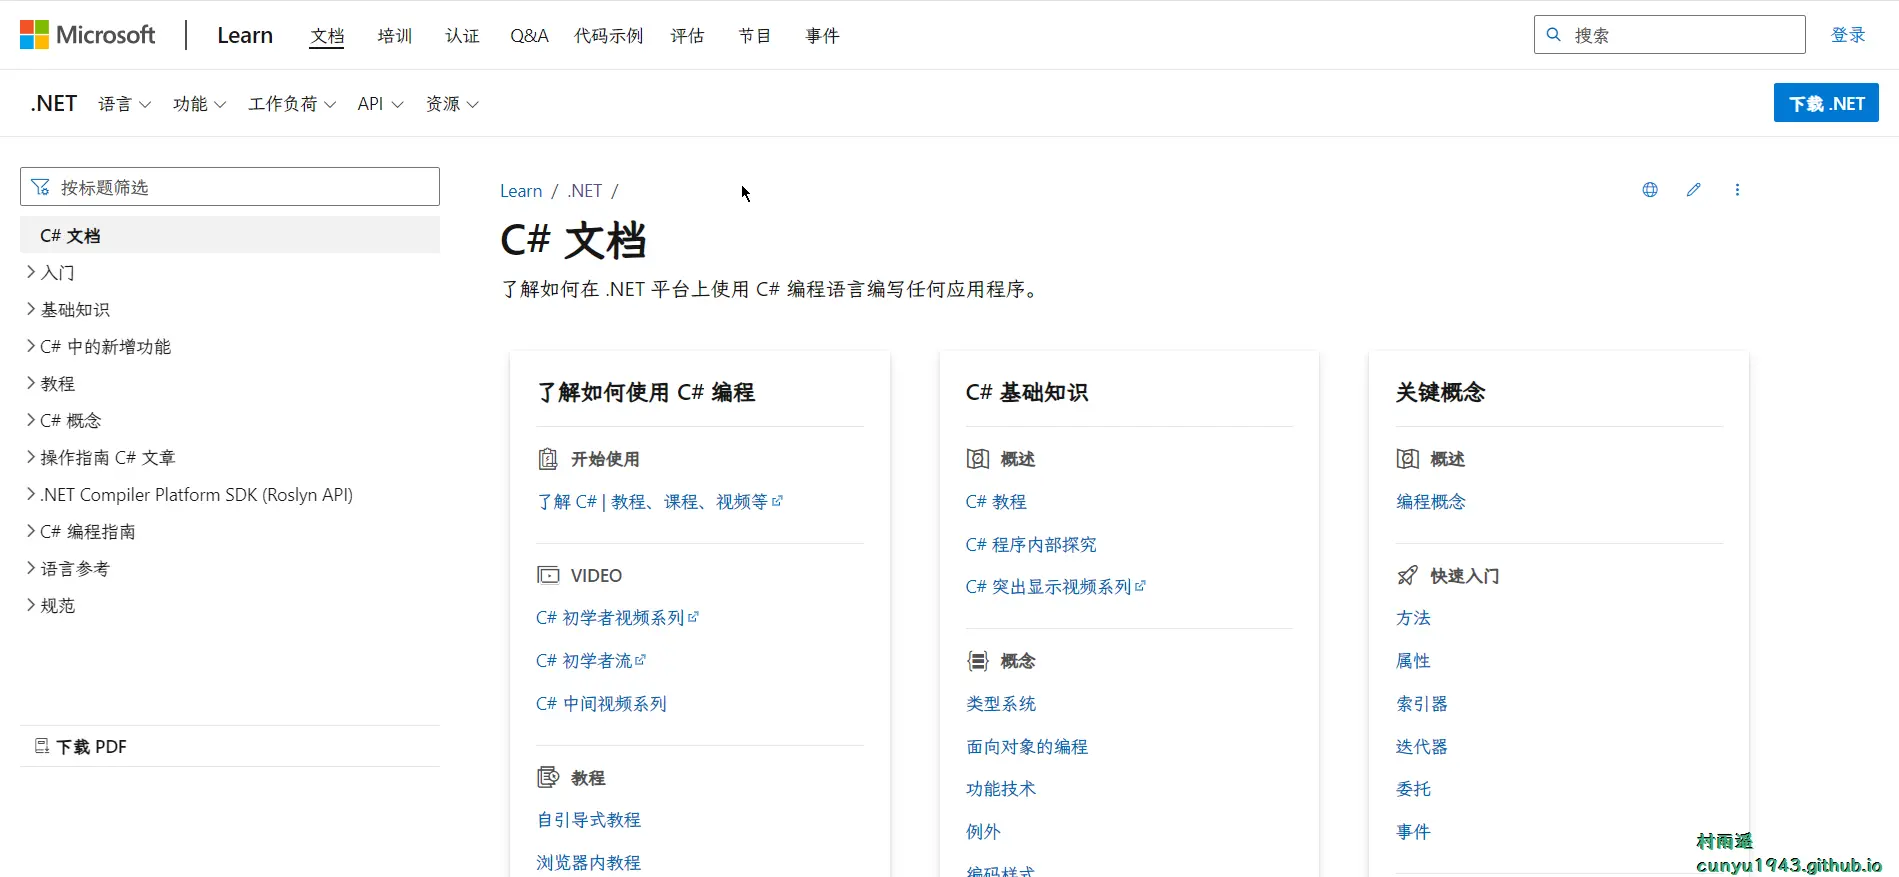 Microsoft Learn 文档 培训 认证 Q&A 代码示例 评估 节目 事件 搜索 登录
.NET 语言 功能 工作负荷 API 资源 下载 .NET
按标题筛选
C# 文档
入门
基础知识
C# 中的新增功能
教程
C# 概念
操作指南 C# 文章
.NET Compiler Platform SDK (Roslyn API)
C# 编程指南
语言参考
规范
下载 PDF
Learn / .NET /
C# 文档
了解如何在 .NET 平台上使用 C# 编程语言编写任何应用程序。
了解如何使用 C# 编程
开始使用
了解 C# | 教程、课程、视频等
VIDEO
C# 初学者视频系列
C# 初学者流
C# 中间视频系列
教程
自引导式教程
浏览器内教程
C# 基础知识
概述
C# 教程
C# 程序内部探究
C# 突出显示视频系列
概念
类型系统
面向对象的编程
功能技术
例外
编码样式
关键概念
概述
编程概念
快速入门
方法
属性
索引器
迭代器
委托
事件
村雨遥
cunyu1943.github.io